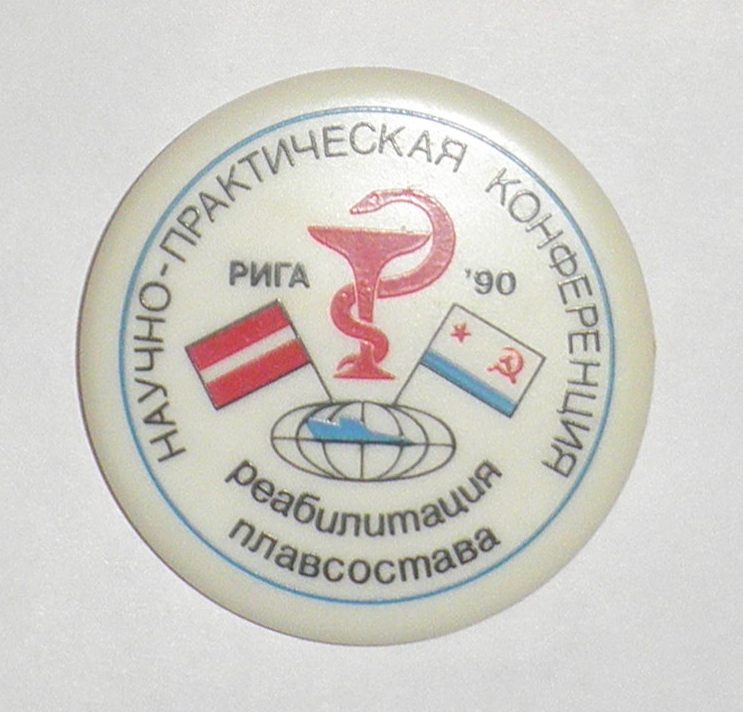 НАУЧНО-ПРАКТИЧЕСКАЯ КОНФЕРЕНЦИЯ
РИГА '90
реабилитация
плавсостава